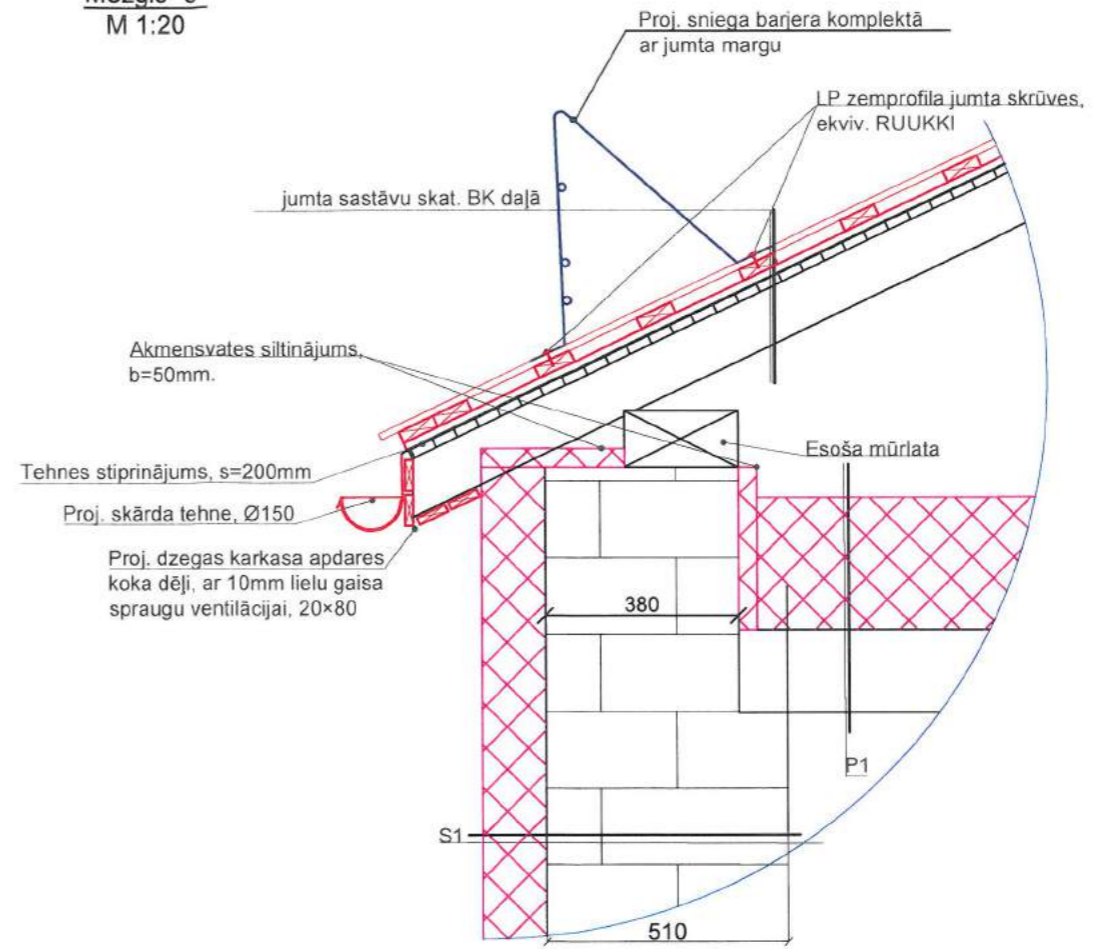 M 1:20
Proj. sniega barjera komplektā
ar jumta margu
LP zemprofila jumta skrūves,
ekviv. RUUKKI
jumta sastāvu skat. BK daļā
Akmensvates siltinājums,
b=50mm.
Esoša mūrlata
Tehnes stiprinājums, s=200mm
Proj. skārda tehne, Ø150
Proj. dzegas karkasa apdares
koka dēļi, ar 10mm lielu gaisa
spraugu ventilācijai, 20×80
380
P1
S1
510